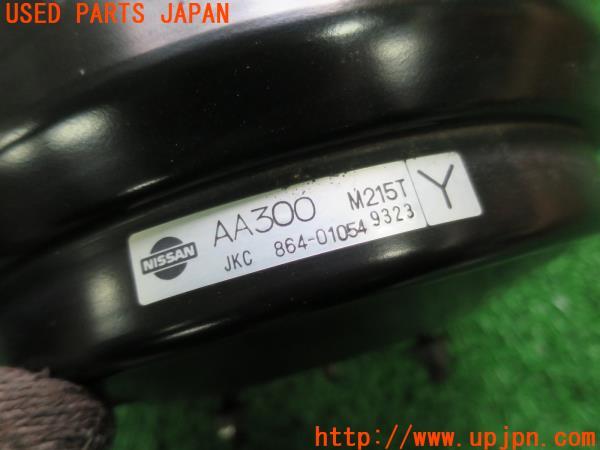 USED PARTS JAPAN
NISSAN AA300 M215T Y
JKC 864-01054 9323
http://www.upjpn.com